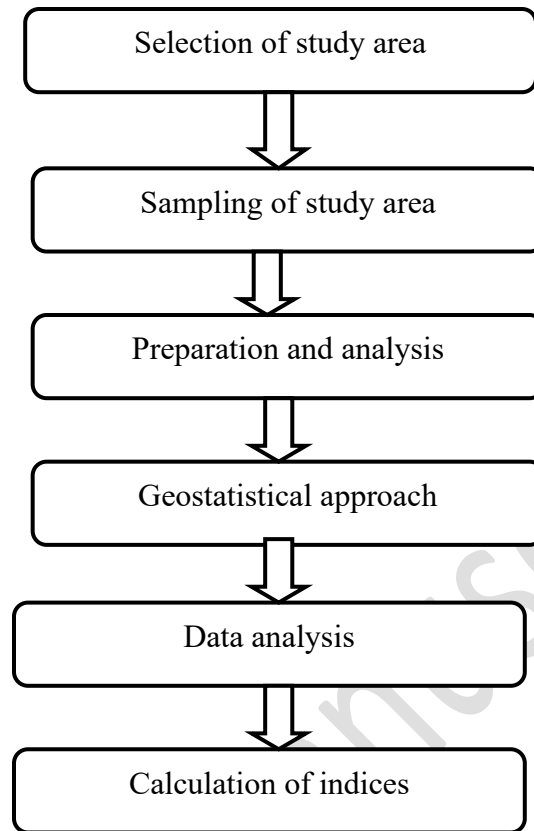 Selection of study area
Sampling of study area
Preparation and analysis
Geostatistical approach
Data analysis
Calculation of indices